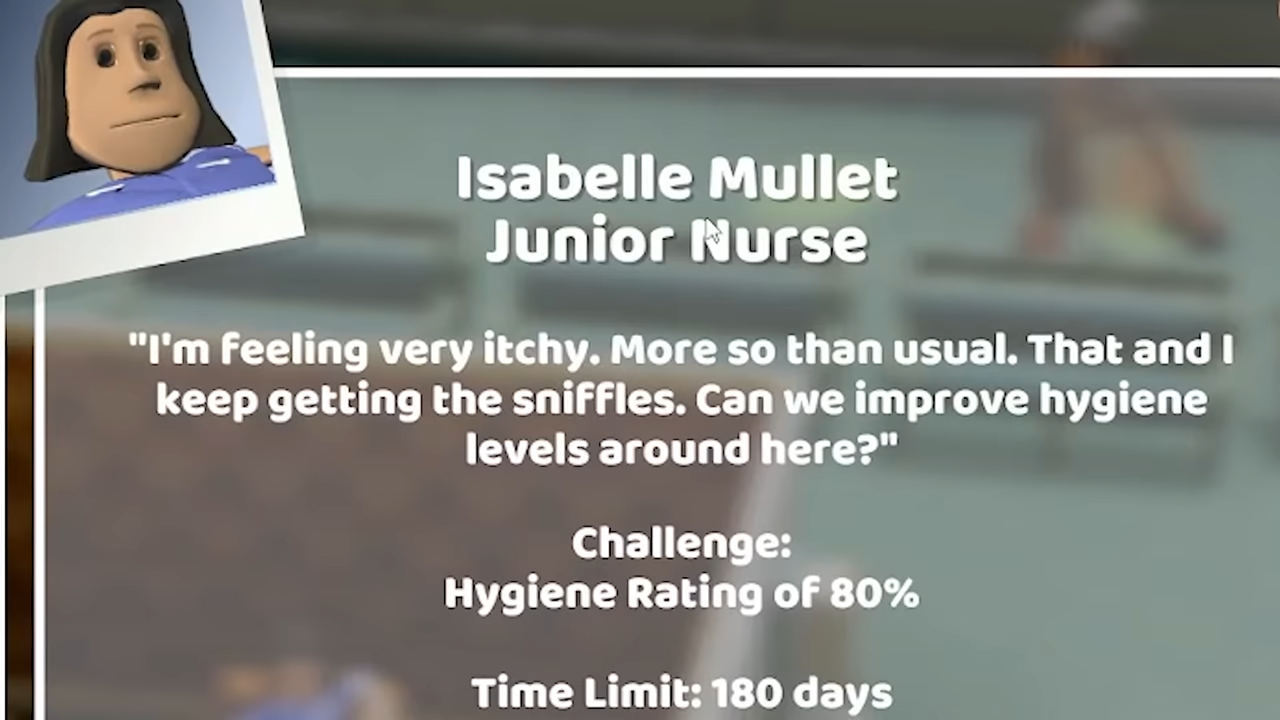 Isabelle Mullet
Junior Nurse
"I'm feeling very itchy. More so than usual. That and I
keep getting the sniffles. Can we improve hygiene
levels around here?"
Challenge:
Hygiene Rating of 80%
Time Limit: 180 days